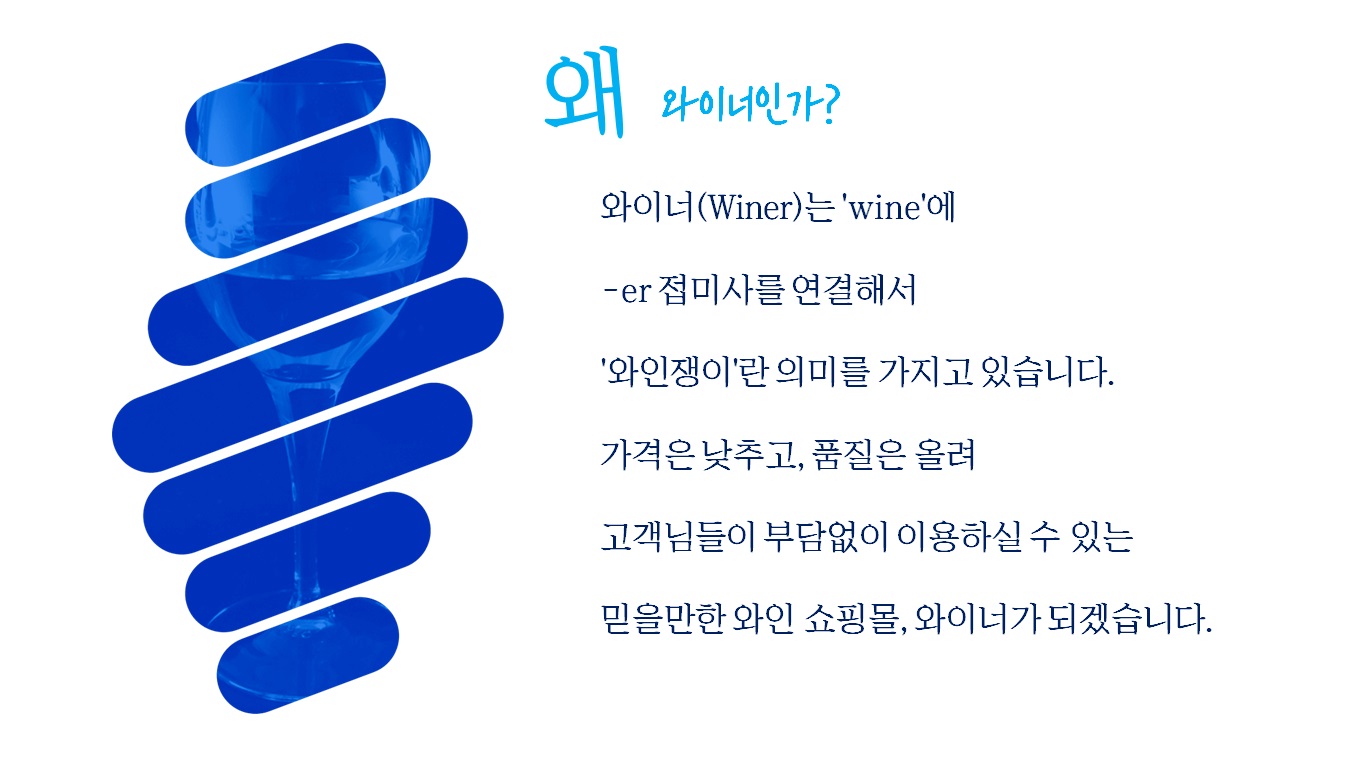 왜 와이너인가?
와이너(Winer)는 'wine'에
-er 접미사를 연결해서
'와인쟁이'란 의미를 가지고 있습니다.
가격은 낮추고, 품질은 올려
고객님들이 부담없이 이용하실 수 있는
믿을만한 와인 쇼핑몰, 와이너가 되겠습니다.